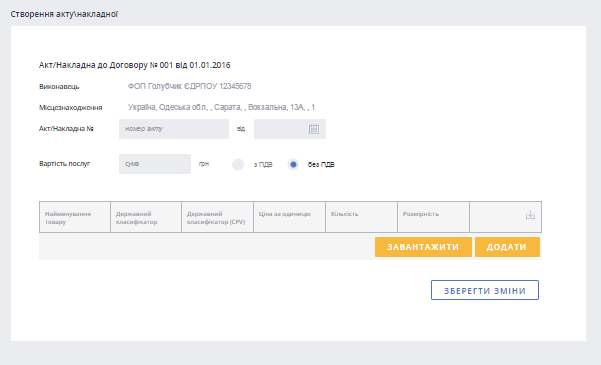 Створення акту\накладної
Акт/Накладна до Договору № 001 від 01.01.2016
Виконавець ФОП Голубчик ЄДРПОУ 12345678
Місцезнаходження Україна, Одеська обл., , Сарата, , Вокзальна, 13А, , 1
Акт/Накладна № номер акту від
Вартість послуг сума грн з ПДВ без ПДВ
Найменування товару
Державний класифікатор
Державний класифікатор (CPV)
Ціна за одиницю
Кількість
Розмірність
ЗАВАНТАЖИТИ ДОДАТИ
ЗБЕРЕГТИ ЗМІНИ